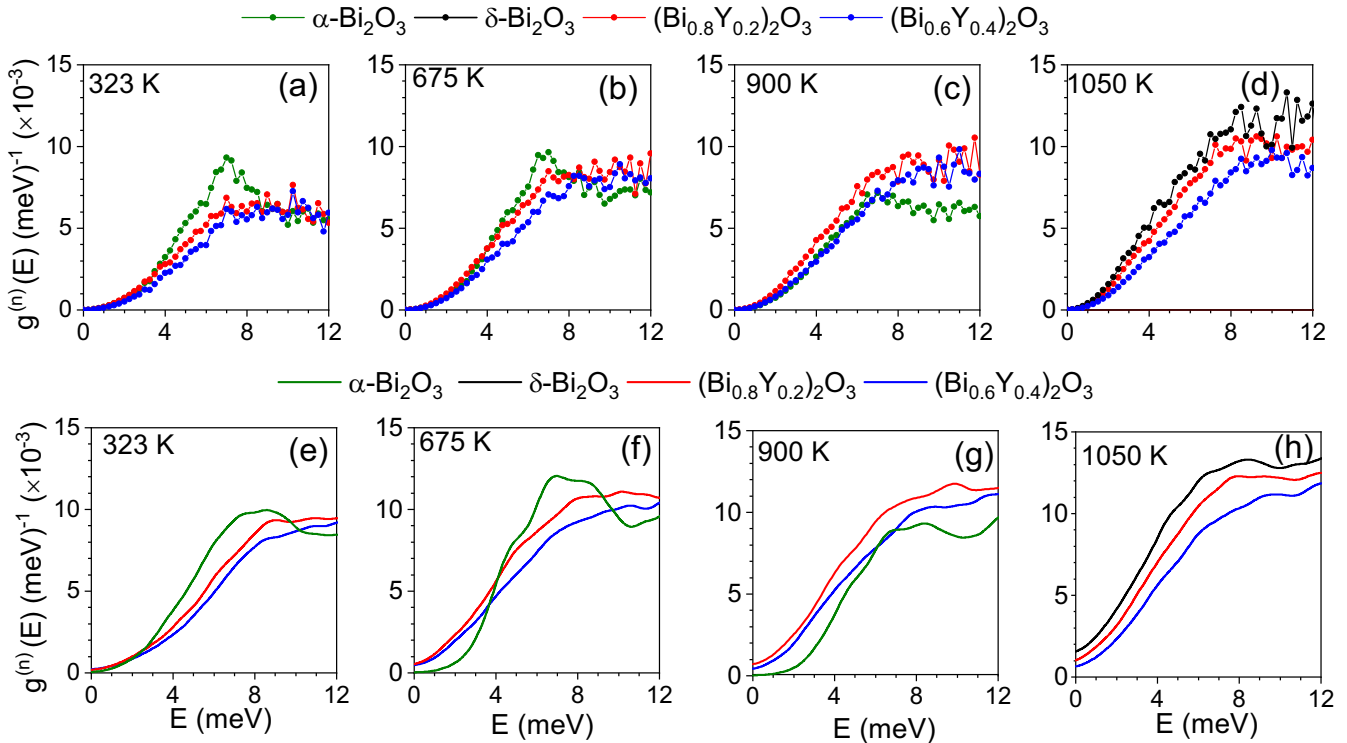 α-Bi₂O₃ δ-Bi₂O₃ (Bi₀.₈Y₀.₂)₂O₃ (Bi₀.₆Y₀.₄)₂O₃
g⁽ⁿ⁾(E) (meV)⁻¹ (×10⁻³)
15
10
5
0
323 K (a)
0 4 8 12
15
10
5
0
675 K (b)
0 4 8 12
15
10
5
0
900 K (c)
0 4 8 12
15
10
5
0
1050 K (d)
0 4 8 12
α-Bi₂O₃ δ-Bi₂O₃ (Bi₀.₈Y₀.₂)₂O₃ (Bi₀.₆Y₀.₄)₂O₃
g⁽ⁿ⁾(E) (meV)⁻¹ (×10⁻³)
15
10
5
0
323 K (e)
0 4 8 12
E (meV)
15
10
5
0
675 K (f)
0 4 8 12
E (meV)
15
10
5
0
900 K (g)
0 4 8 12
E (meV)
15
10
5
0
1050 K (h)
0 4 8 12
E (meV)